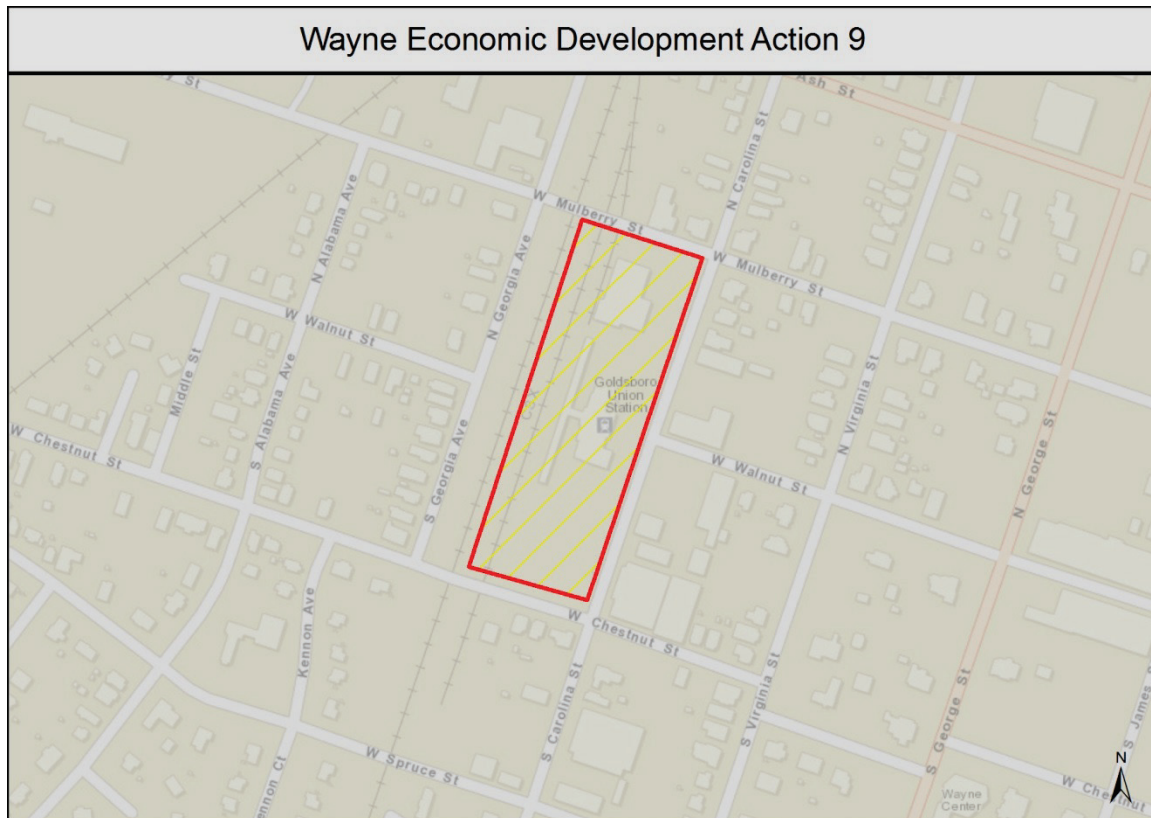 Wayne Economic Development Action 9
Ash St
N Carolina St
W Mulberry St
N Alabama Ave
N Georgia Ave
W Mulberry St
W Walnut St
Middle St
Goldsboro
Union
Station
N Virginia St
N George St
S Alabama Ave
W Chestnut St
S Georgia Ave
W Walnut St
W Chestnut St
Kennon Ave
S Carolina St
S Virginia St
S George St
S James S
W Spruce St
N
Wayne
Center